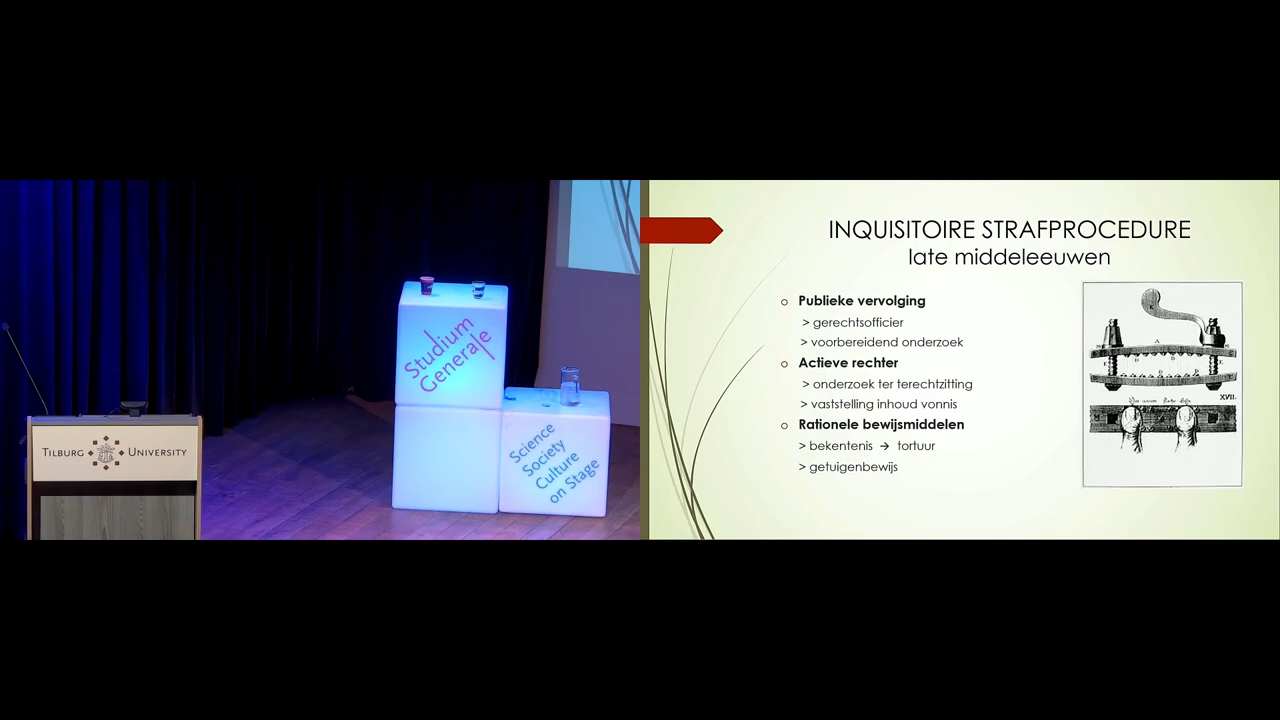 TILBURG UNIVERSITY
Studium
Generale
Science
Society
Culture
on Stage
INQUISITOIRE STRAFPROCEDURE
late middeleeuwen
Publieke vervolging
> gerechtsofficier
> voorbereidend onderzoek
Actieve rechter
> onderzoek ter terechtzitting
> vaststelling inhoud vonnis
Rationele bewijsmiddelen
> bekentenis → tortuur
> getuigenbewijs
XVII.